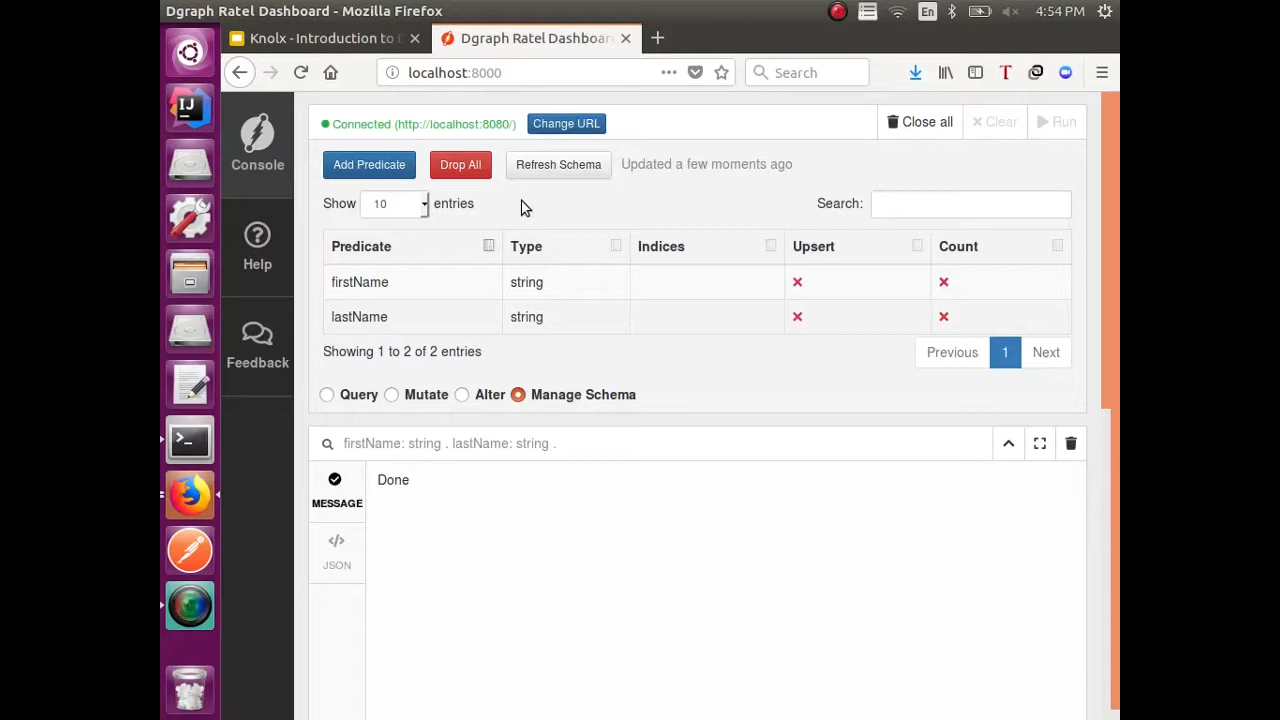 Dgraph Ratel Dashboard - Mozilla Firefox
En
4:54 PM
Knolx - Introduction to D
Dgraph Ratel Dashboar
localhost:8000
Search
T
IJ
Console
Help
Feedback
Connected (http://localhost:8080/)
Change URL
Close all
Clear
Run
Add Predicate
Drop All
Refresh Schema
Updated a few moments ago
Show 10 entries
Search:
Predicate Type Indices Upsert Count
firstName string
lastName string
Showing 1 to 2 of 2 entries
Previous 1 Next
Query Mutate Alter Manage Schema
firstName: string . lastName: string .
MESSAGE
Done
JSON